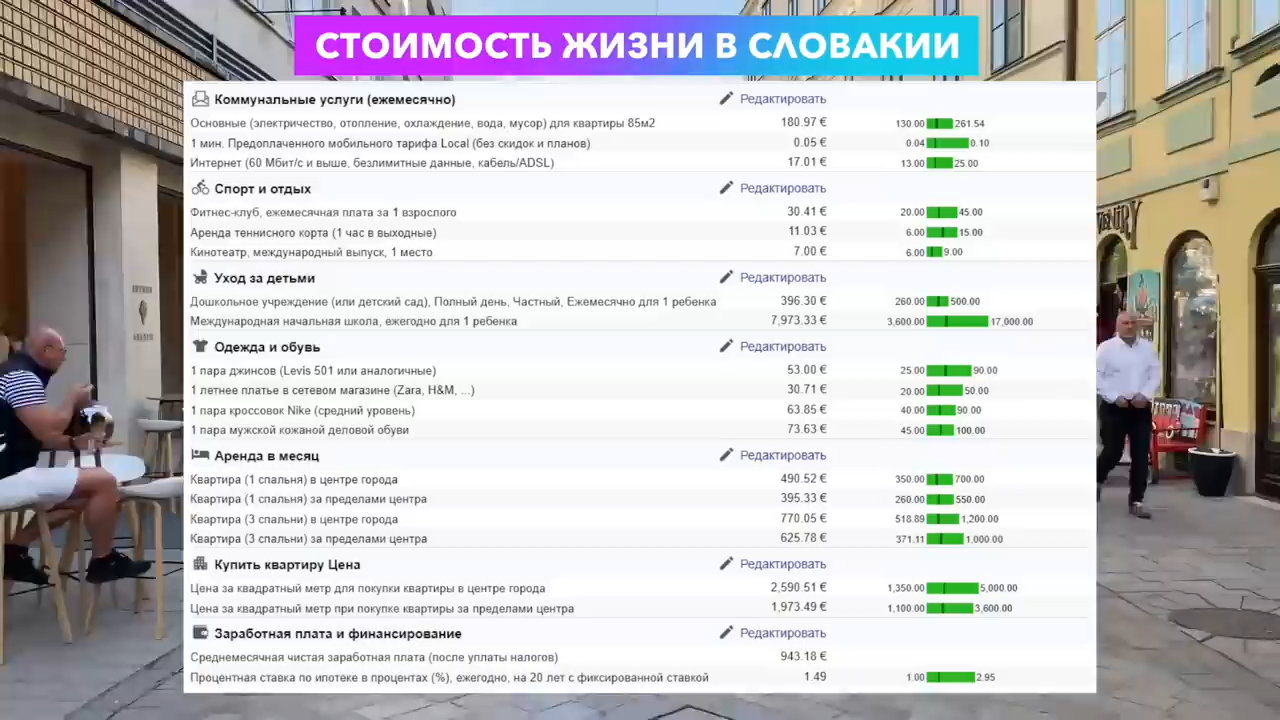 СТОИМОСТЬ ЖИЗНИ В СЛОВАКИИ
Коммунальные услуги (ежемесячно) Редактировать
Основные (электричество, отопление, охлаждение, вода, мусор) для квартиры 85м2 180.97 € 130.00 261.54
1 мин. Предоплаченного мобильного тарифа Local (без скидок и планов) 0.05 € 0.04 0.10
Интернет (60 Мбит/с и выше, безлимитные данные, кабель/ADSL) 17.01 € 13.00 25.00
Спорт и отдых Редактировать
Фитнес-клуб, ежемесячная плата за 1 взрослого 30.41 € 20.00 45.00
Аренда теннисного корта (1 час в выходные) 11.03 € 6.00 15.00
Кинотеатр, международный выпуск, 1 место 7.00 € 6.00 9.00
Уход за детьми Редактировать
Дошкольное учреждение (или детский сад), Полный день, Частный, Ежемесячно для 1 ребенка 396.30 € 260.00 500.00
Международная начальная школа, ежегодно для 1 ребенка 7,973.33 € 3,600.00 17,000.00
Одежда и обувь Редактировать
1 пара джинсов (Levis 501 или аналогичные) 53.00 € 25.00 90.00
1 летнее платье в сетевом магазине (Zara, H&M, ...) 30.71 € 20.00 50.00
1 пара кроссовок Nike (средний уровень) 63.85 € 40.00 90.00
1 пара мужской кожаной деловой обуви 73.63 € 45.00 100.00
Аренда в месяц Редактировать
Квартира (1 спальня) в центре города 490.52 € 350.00 700.00
Квартира (1 спальня) за пределами центра 395.33 € 260.00 550.00
Квартира (3 спальни) в центре города 770.05 € 518.89 1,200.00
Квартира (3 спальни) за пределами центра 625.78 € 371.11 1,000.00
Купить квартиру Цена Редактировать
Цена за квадратный метр для покупки квартиры в центре города 2,590.51 € 1,350.00 5,000.00
Цена за квадратный метр при покупке квартиры за пределами центра 1,973.49 € 1,100.00 3,600.00
Заработная плата и финансирование Редактировать
Среднемесячная чистая заработная плата (после уплаты налогов) 943.18 €
Процентная ставка по ипотеке в процентах (%), ежегодно, на 20 лет с фиксированной ставкой 1.49 1.00 2.95